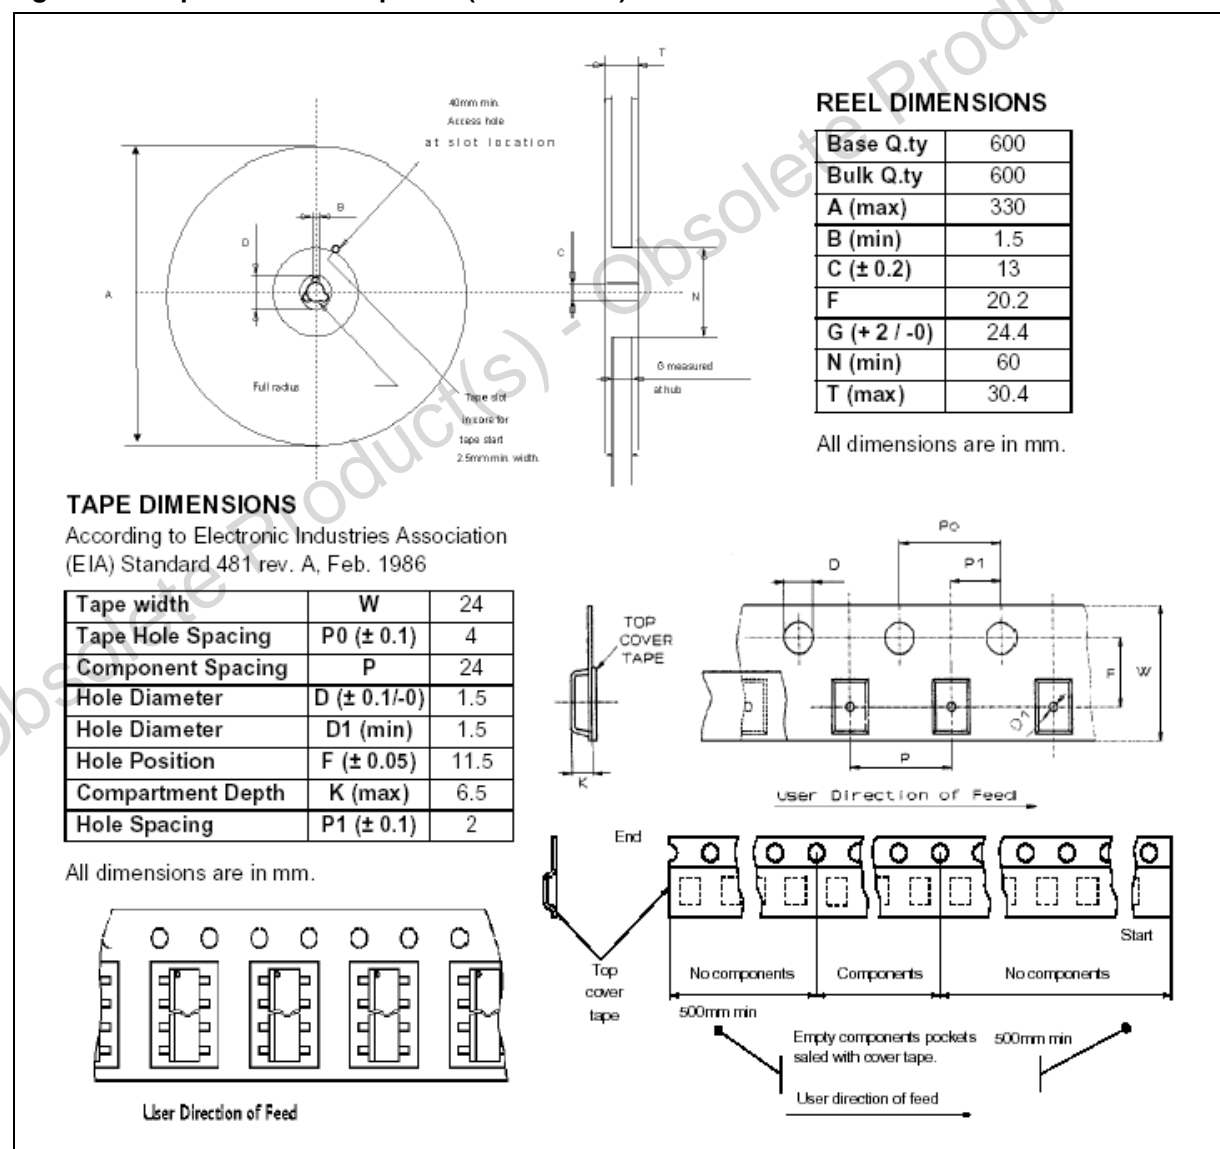 T
40mm min.
Access hole
at slot location
B
D
A
C
N
Full radius
Tape slot
in core for
tape start
2.5mm min. width.
G measured
at hub
REEL DIMENSIONS
Base Q.ty 600
Bulk Q.ty 600
A (max) 330
B (min) 1.5
C (± 0.2) 13
F 20.2
G (+ 2 / -0) 24.4
N (min) 60
T (max) 30.4
All dimensions are in mm.
TAPE DIMENSIONS
According to Electronic Industries Association
(EIA) Standard 481 rev. A, Feb. 1986
Tape width W 24
Tape Hole Spacing P0 (± 0.1) 4
Component Spacing P 24
Hole Diameter D (± 0.1/-0) 1.5
Hole Diameter D1 (min) 1.5
Hole Position F (± 0.05) 11.5
Compartment Depth K (max) 6.5
Hole Spacing P1 (± 0.1) 2
All dimensions are in mm.
User Direction of Feed
TOP
COVER
TAPE
K
P0
D
P1
F
W
D1
P
User Direction of Feed
End
Start
Top
cover
tape
No components
Components
No components
500mm min
Empty components pockets
saled with cover tape.
500mm min
User direction of feed
Obsolete Product(s) - Obsolete Product